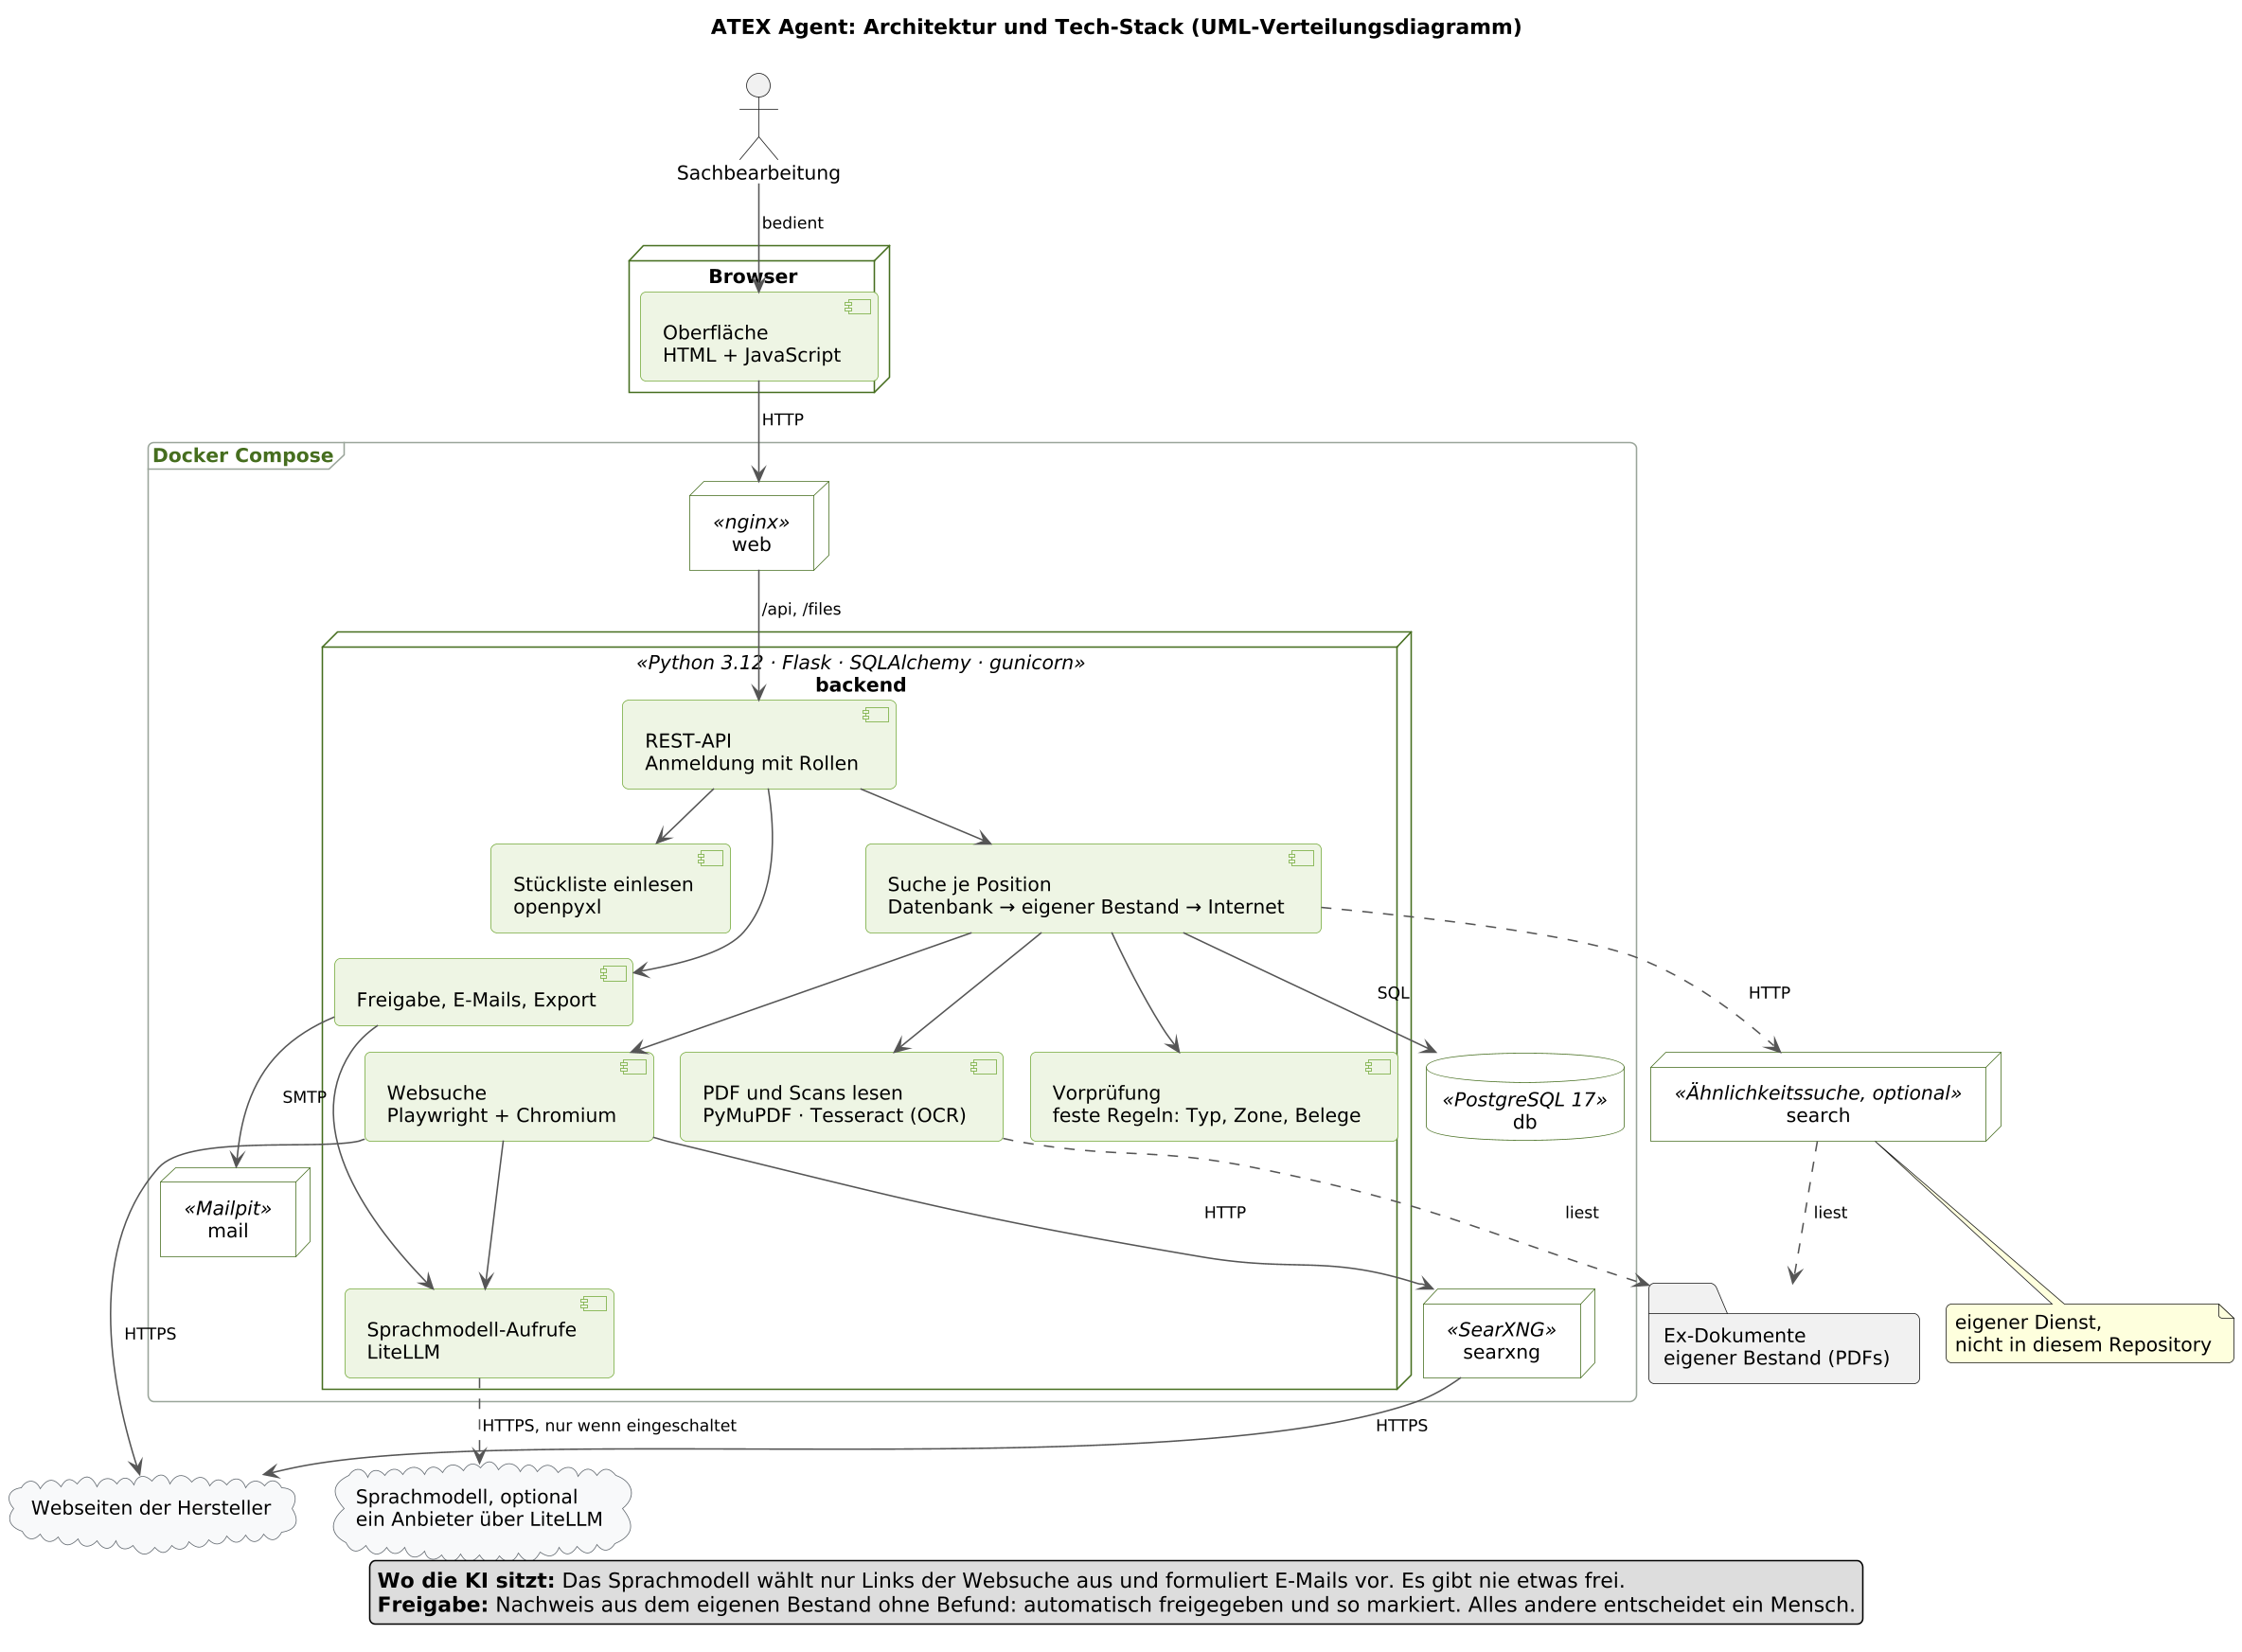 ATEX Agent: Architektur und Tech-Stack (UML-Verteilungsdiagramm)
Sachbearbeitung
bedient
Browser
Oberfläche
HTML + JavaScript
HTTP
Docker Compose
«nginx»
web
/api, /files
«Python 3.12 · Flask · SQLAlchemy · gunicorn»
backend
REST-API
Anmeldung mit Rollen
Stückliste einlesen
openpyxl
Suche je Position
Datenbank → eigener Bestand → Internet
Freigabe, E-Mails, Export
SQL
HTTP
Websuche
Playwright + Chromium
PDF und Scans lesen
PyMuPDF · Tesseract (OCR)
Vorprüfung
feste Regeln: Typ, Zone, Belege
«PostgreSQL 17»
db
«Ähnlichkeitssuche, optional»
search
SMTP
«Mailpit»
mail
HTTP
liest
liest
HTTPS
Sprachmodell-Aufrufe
LiteLLM
«SearXNG»
searxng
Ex-Dokumente
eigener Bestand (PDFs)
eigener Dienst,
nicht in diesem Repository
HTTPS, nur wenn eingeschaltet
HTTPS
Webseiten der Hersteller
Sprachmodell, optional
ein Anbieter über LiteLLM
Wo die KI sitzt: Das Sprachmodell wählt nur Links der Websuche aus und formuliert E-Mails vor. Es gibt nie etwas frei.
Freigabe: Nachweis aus dem eigenen Bestand ohne Befund: automatisch freigegeben und so markiert. Alles andere entscheidet ein Mensch.